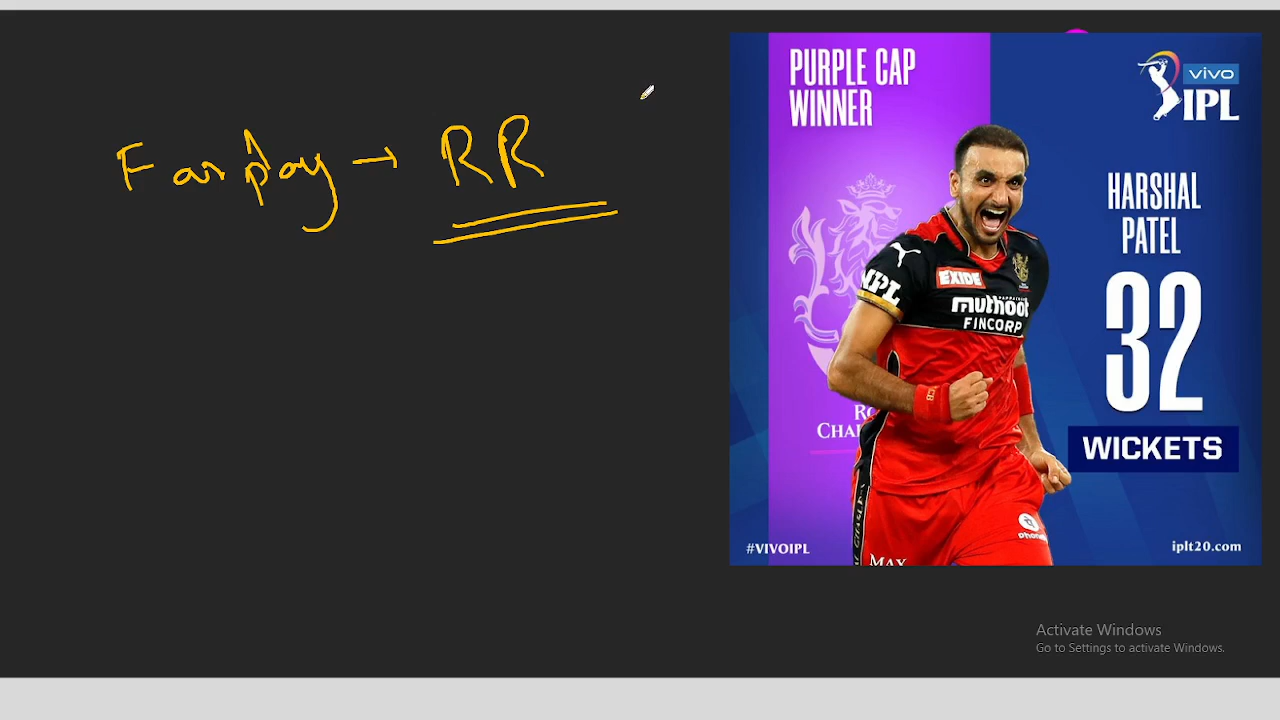 Fairplay → RR
PURPLE CAP
WINNER
vivo
IPL
HARSHAL
PATEL
32
WICKETS
EXIDE
muthoot
FINCORP
#VIVOIPL
MAX
iplt20.com
Activate Windows
Go to Settings to activate Windows.